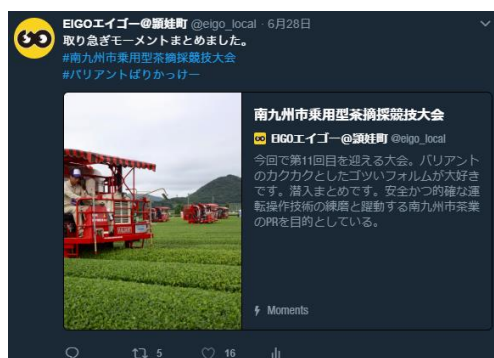 EIGOエイゴー@頴娃町 @eigo_local · 6月28日
取り急ぎモーメントまとめました。
#南九州市乗用型茶摘採競技大会
#バリアントばりかっけー
南九州市乗用型茶摘採競技大会
EIGOエイゴー@頴娃町 @eigo_local
今回で第11回目を迎える大会。バリアント
のカクカクとしたゴツいフォルムが大好き
です。潜入まとめです。安全かつ的確な運
転操作技術の練磨と躍動する南九州市茶業
のPRを目的としている。
Moments
5
16